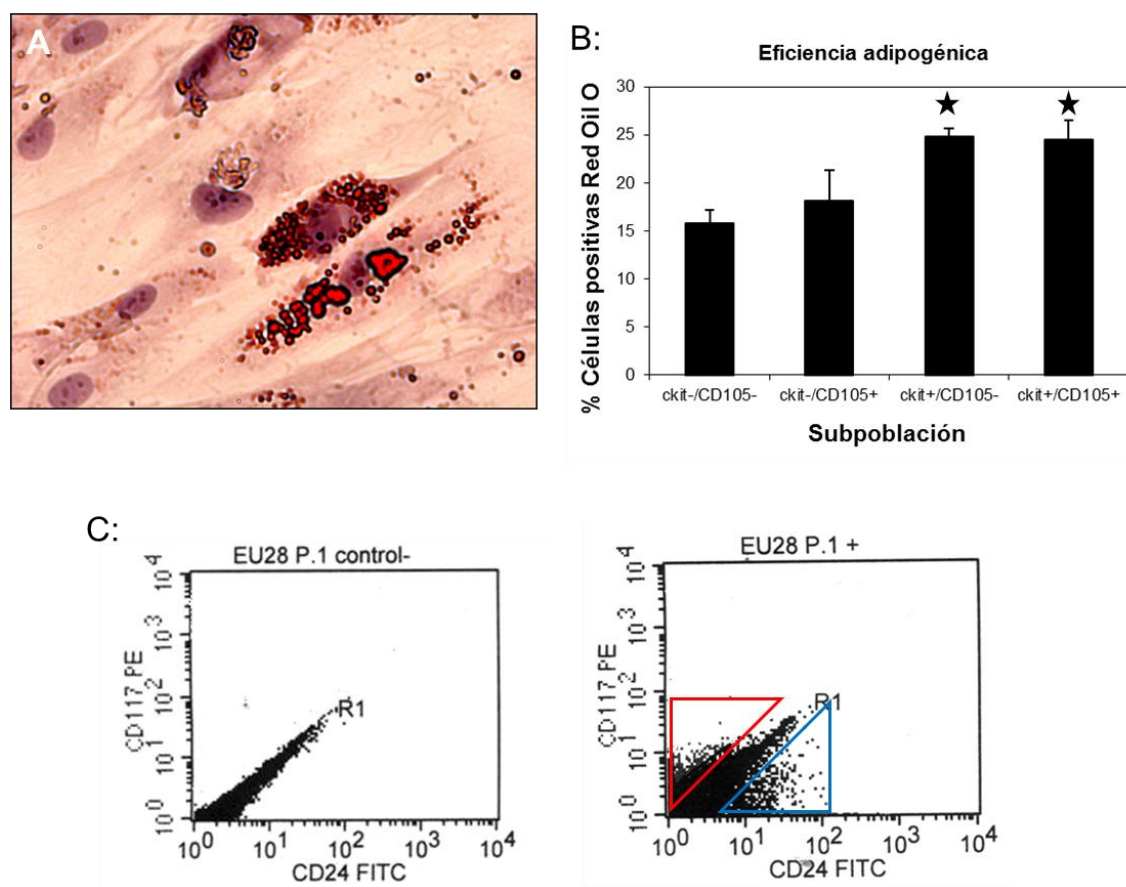 A
B:
Eficiencia adipogénica
% Células positivas Red Oil O
30
25
20
15
10
5
0
ckit-/CD105-
ckit-/CD105+
ckit+/CD105-
ckit+/CD105+
Subpoblación
C:
EU28 P.1 control-
CD117 PE
10^4
10^3
10^2
10^1
10^0
R1
10^0 10^1 10^2 10^3 10^4
CD24 FITC
EU28 P.1 +
CD117 PE
10^4
10^3
10^2
10^1
10^0
R1
10^0 10^1 10^2 10^3 10^4
CD24 FITC